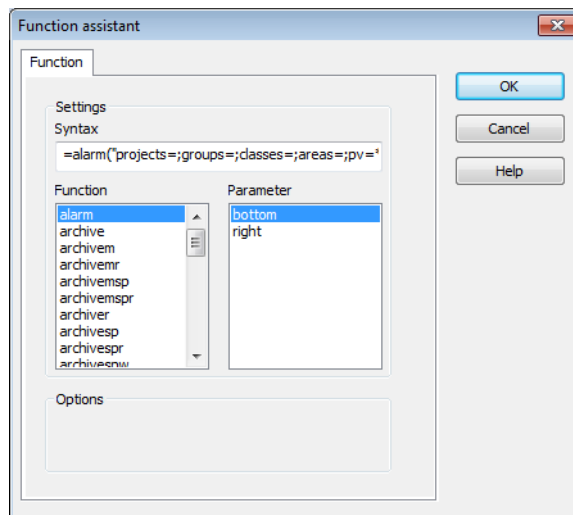 Function assistant
Function
OK
Cancel
Help
Settings
Syntax
=alarm("projects=;groups=;classes=;areas=;pv=*
Function
Parameter
alarm
archive
archivem
archivemr
archivemsp
archivemspr
archiver
archivesp
archivespr
archivespw
bottom
right
Options